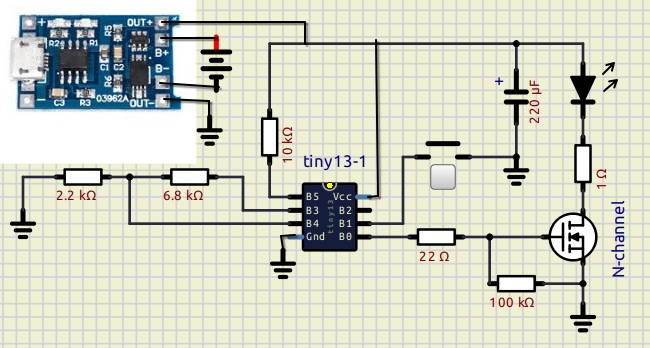 +
OUT+
R5
B+
R2
R1
C1
C2
B-
R6
-
C3
R3
03962A
OUT-
+
220 µF
10 kΩ
tiny13-1
1 Ω
2.2 kΩ
6.8 kΩ
B5
Vcc
B3
B2
B4
B1
Gnd
B0
tiny13
22 Ω
N-channel
100 kΩ